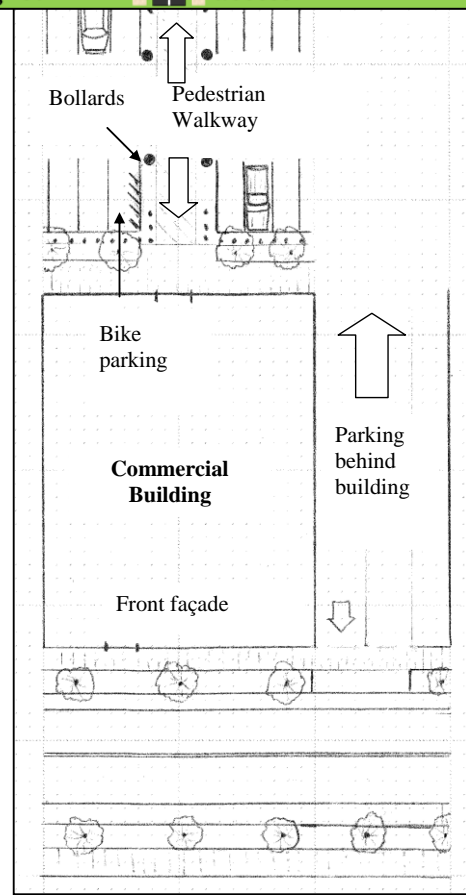 Bollards
Pedestrian
Walkway
Bike
parking
Parking
behind
building
Commercial
Building
Front façade